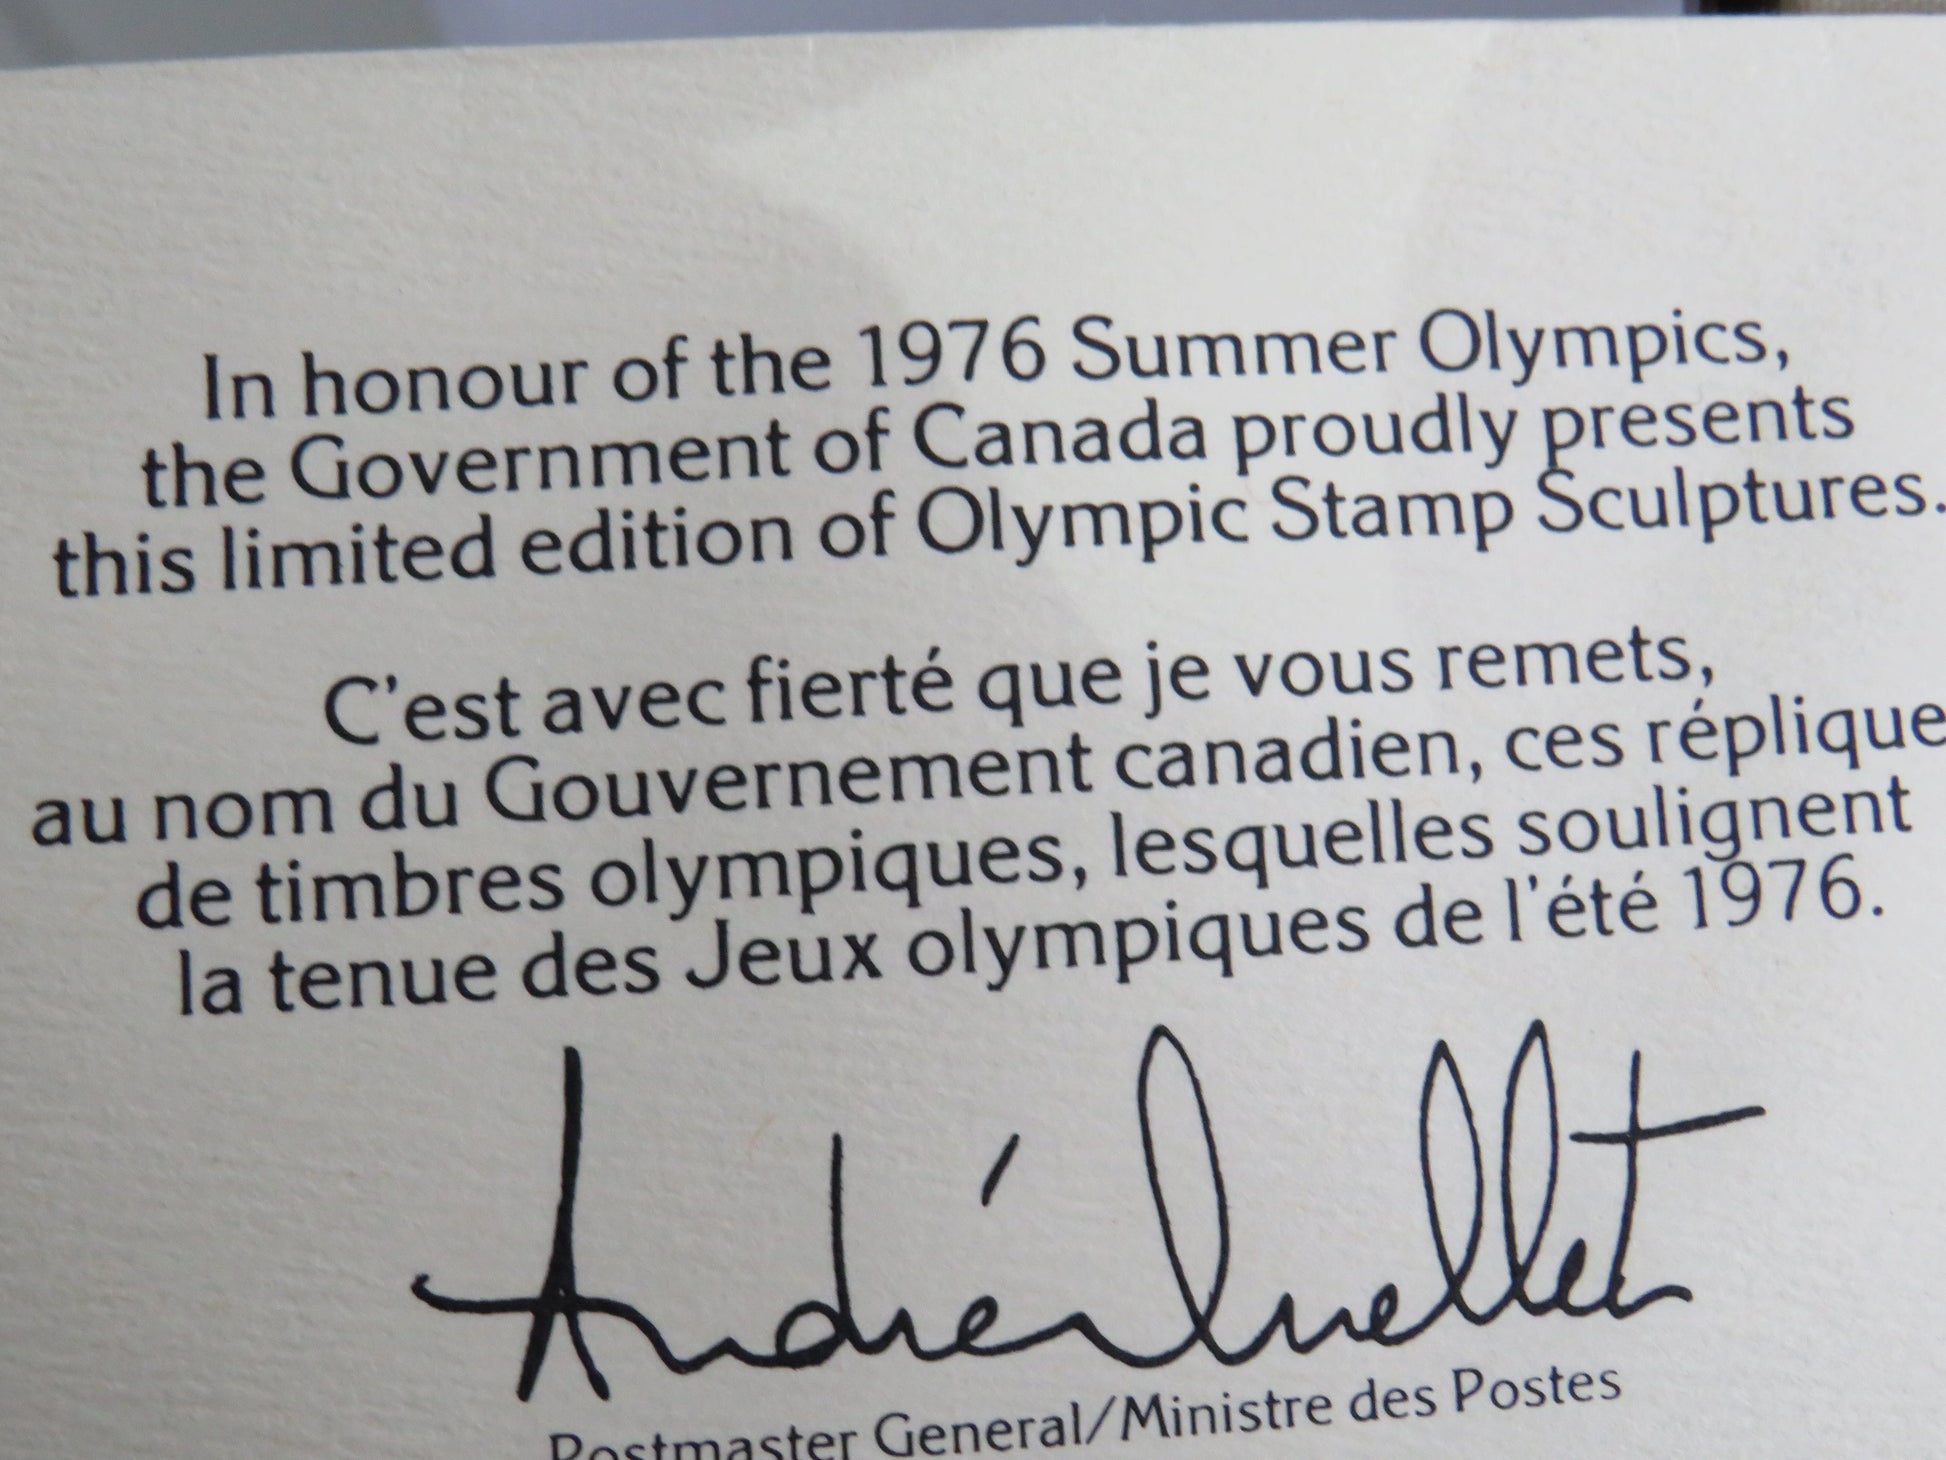 In honour of the 1976 Summer Olympics,
the Government of Canada proudly presents
this limited edition of Olympic Stamp Sculptures.
C'est avec fierté que je vous remets,
au nom du Gouvernement canadien, ces réplique
de timbres olympiques, lesquelles soulignent
la tenue des Jeux olympiques de l'été 1976.
André Ouellet
Postmaster General/Ministre des Postes